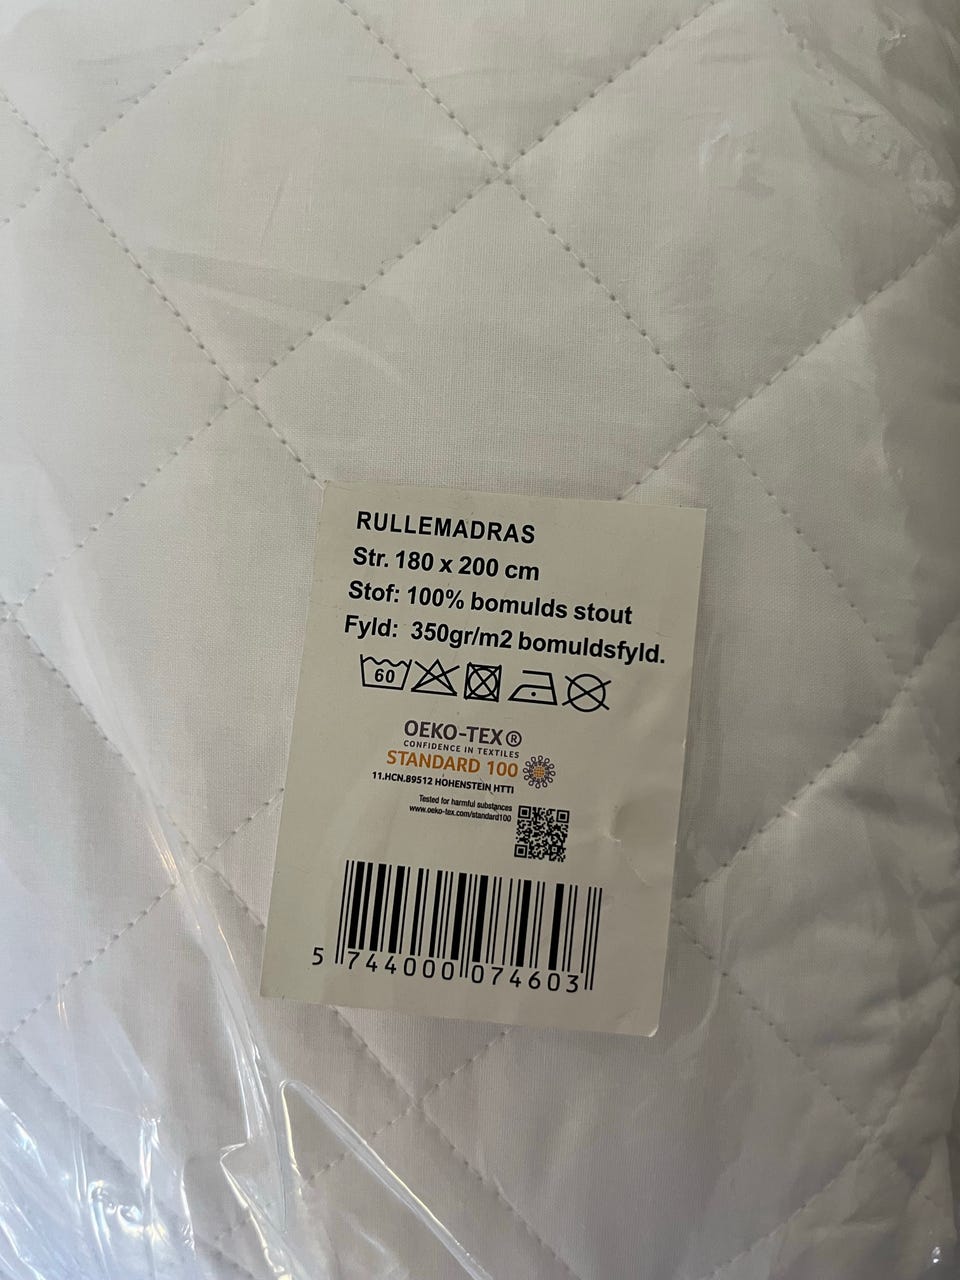 RULLEMADRAS
Str. 180 x 200 cm
Stof: 100% bomulds stout
Fyld: 350gr/m2 bomuldsfyld.
60
OEKO-TEX®
CONFIDENCE IN TEXTILES
STANDARD 100
11.HCN.89512 HOHENSTEIN HTTI
Tested for harmful substances
www.oeko-tex.com/standard100
5 744000 074603